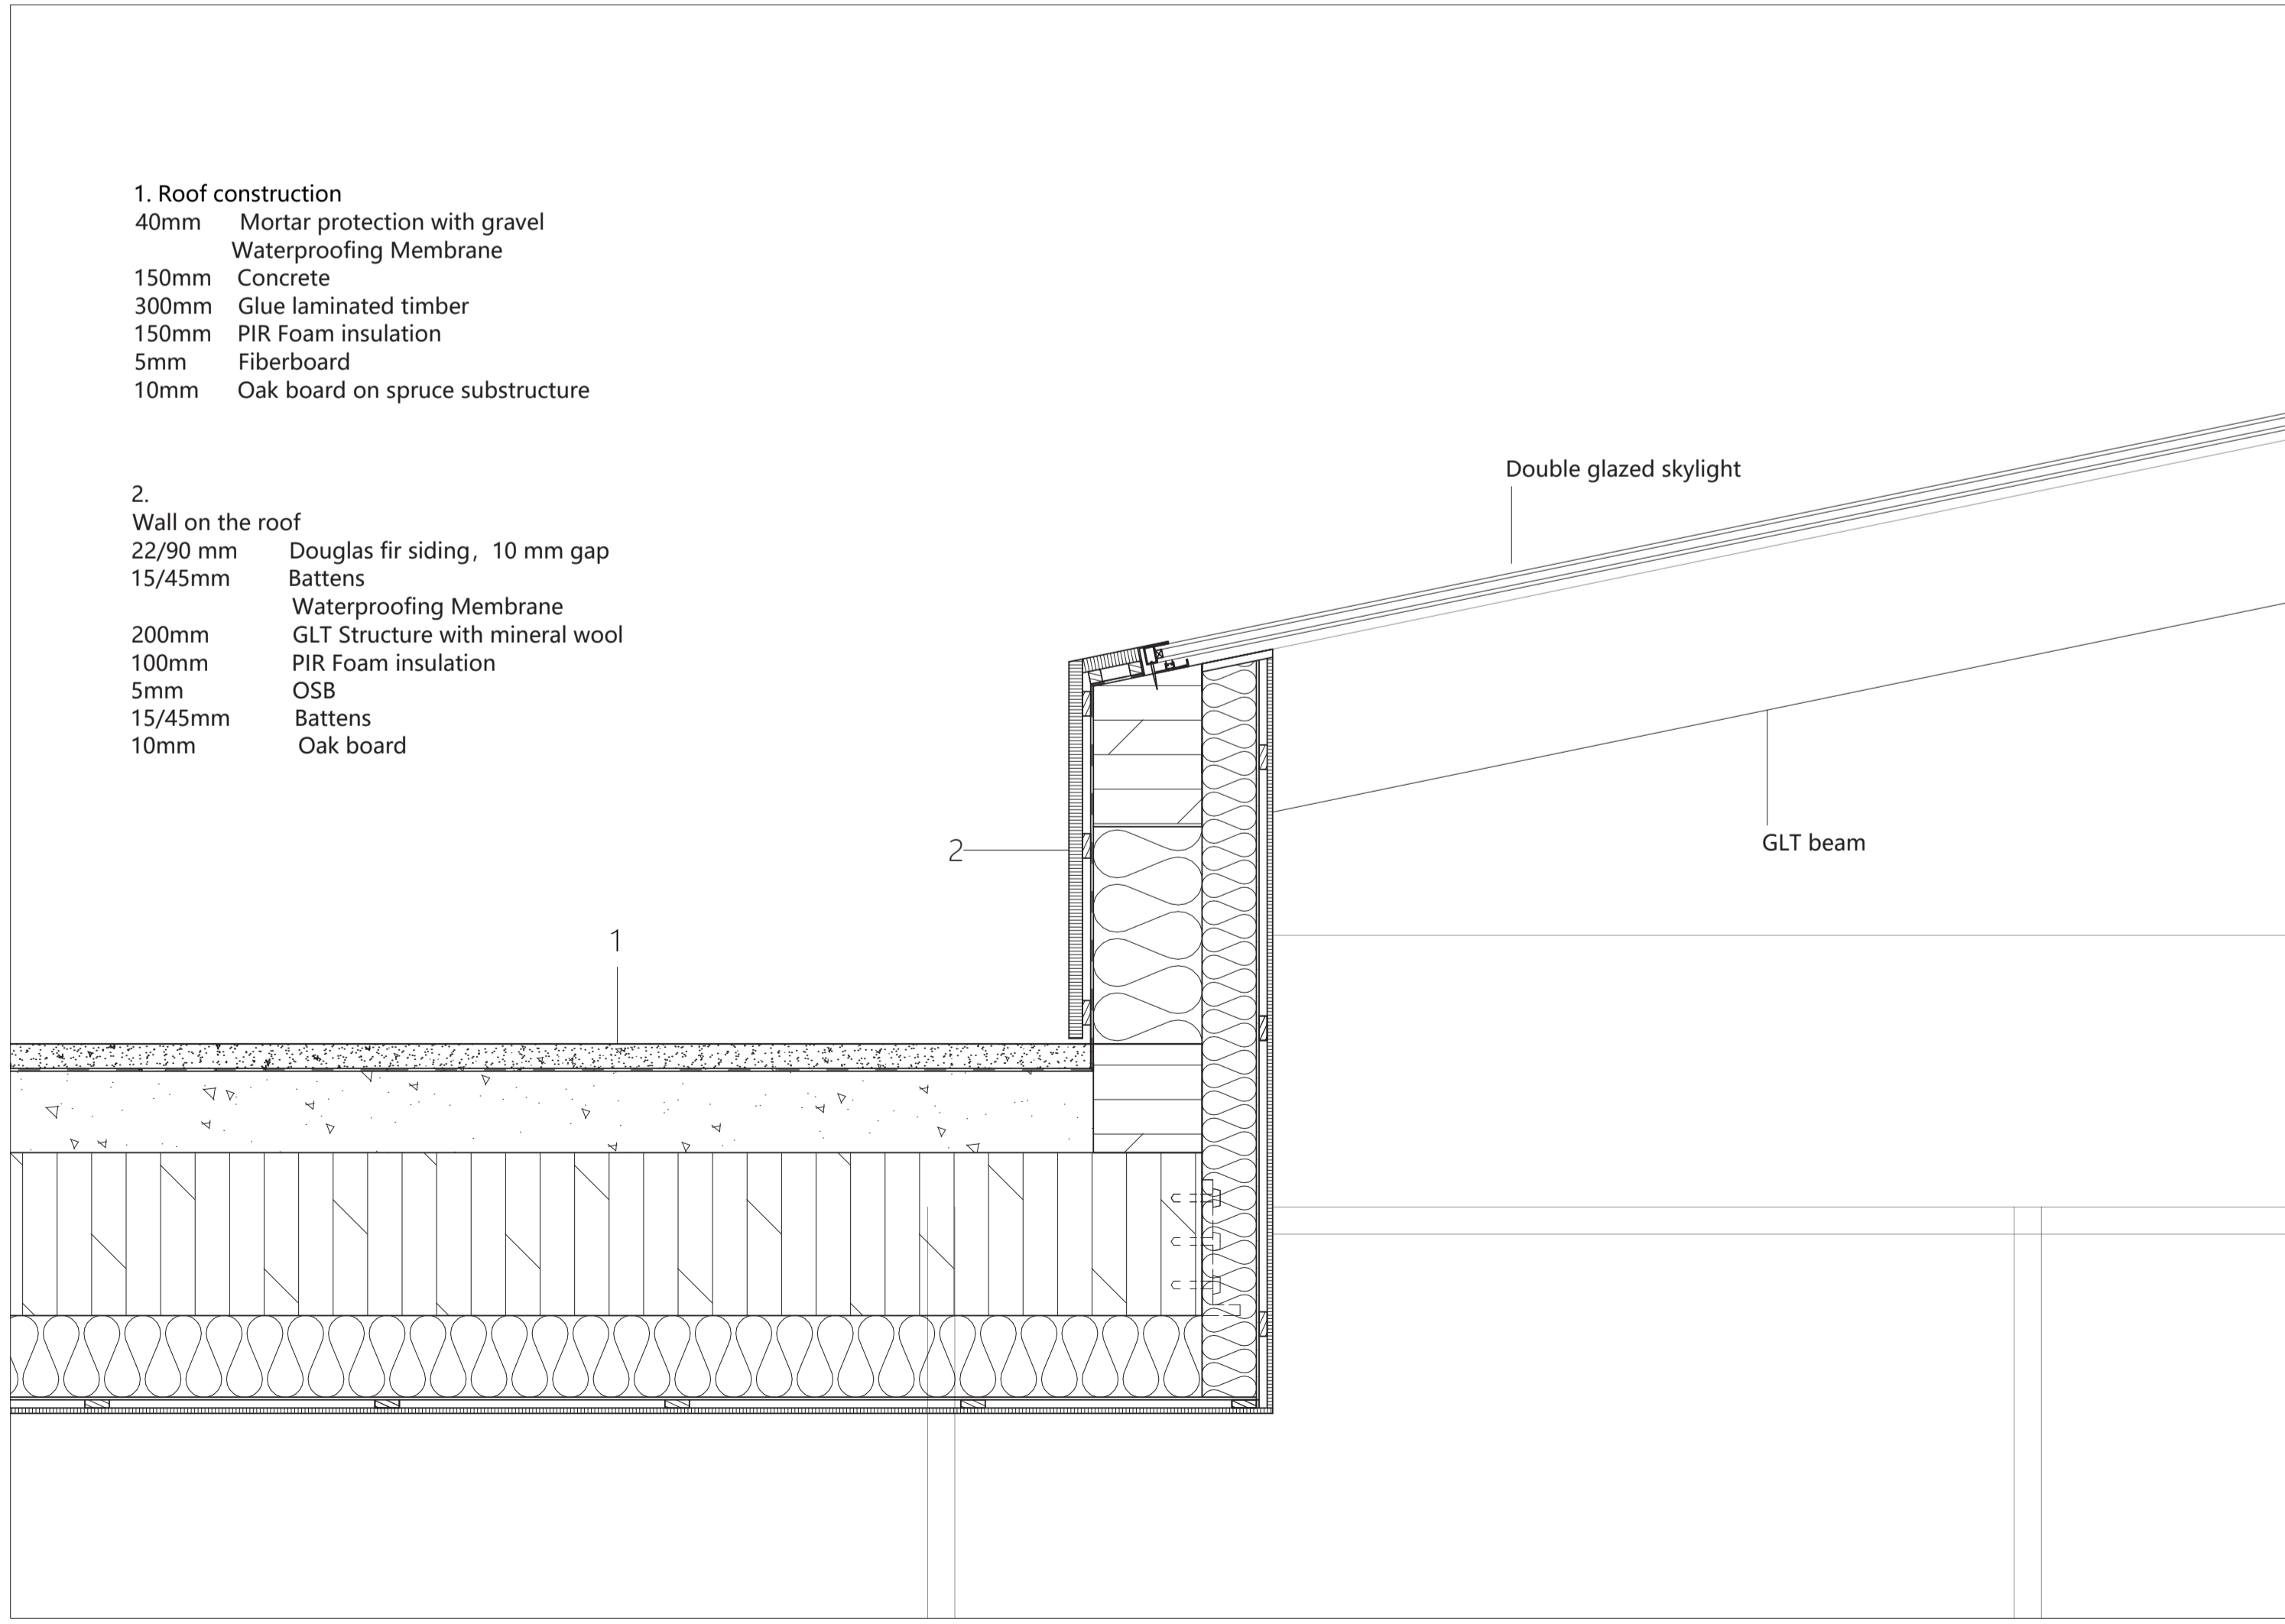 1. Roof construction
40mm Mortar protection with gravel
Waterproofing Membrane
150mm Concrete
300mm Glue laminated timber
150mm PIR Foam insulation
5mm Fiberboard
10mm Oak board on spruce substructure
2.
Wall on the roof
22/90 mm Douglas fir siding，10 mm gap
15/45mm Battens
Waterproofing Membrane
200mm GLT Structure with mineral wool
100mm PIR Foam insulation
5mm OSB
15/45mm Battens
10mm Oak board
Double glazed skylight
GLT beam
2
1